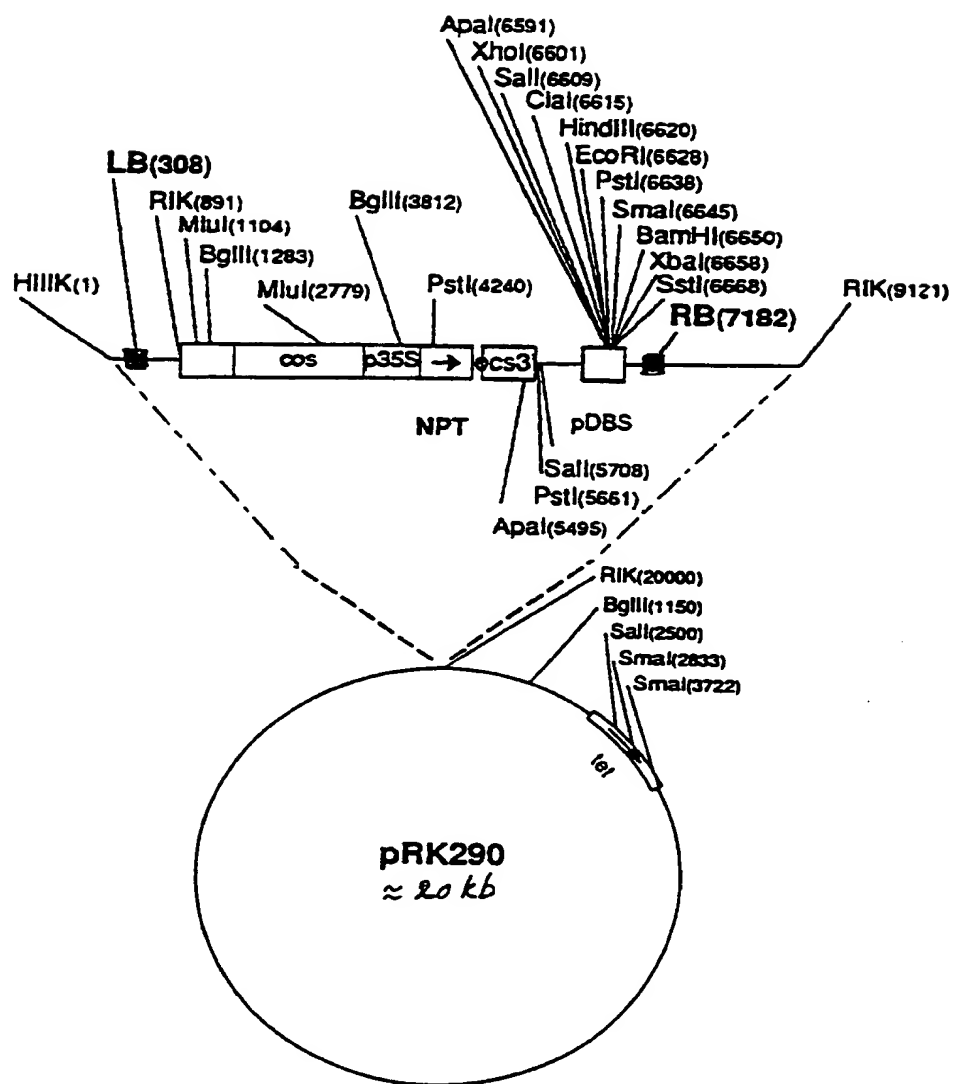 ApaI(6591)
XhoI(6601)
SalI(6609)
ClaI(6615)
HindIII(6620)
EcoRI(6628)
PstI(6638)
SmaI(6645)
BamHI(6650)
XbaI(6658)
SstI(6668)
LB(308)
RIK(891)
MluI(1104)
BglII(1283)
MluI(2779)
BglII(3812)
PstI(4240)
HIIIK(1)
RB(7182)
RIK(9121)
cos
p35S
cs3
NPT
pDBS
SalI(5708)
PstI(5661)
ApaI(5495)
RIK(20000)
BglII(1150)
SalI(2500)
SmaI(2833)
SmaI(3722)
tet
pRK290
≈ 20 kb